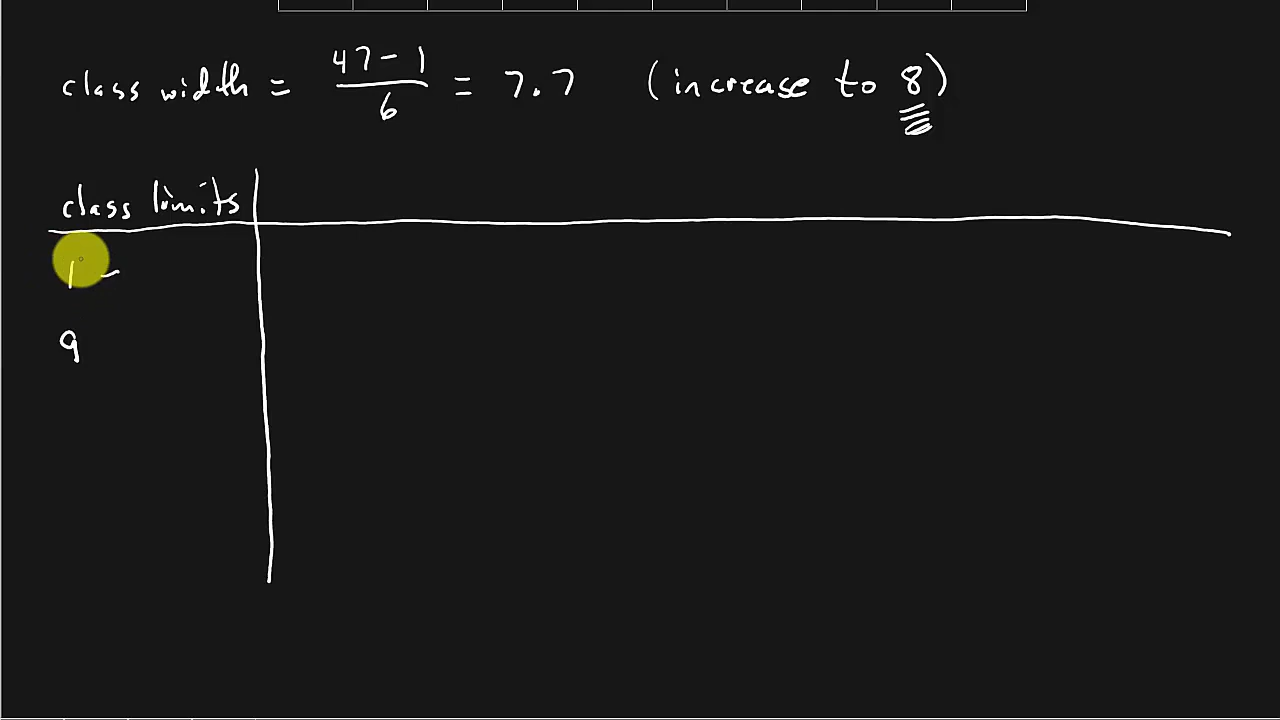 class width = 47 - 1 / 6 = 7.7 (increase to 8)
class limits
1 -
9